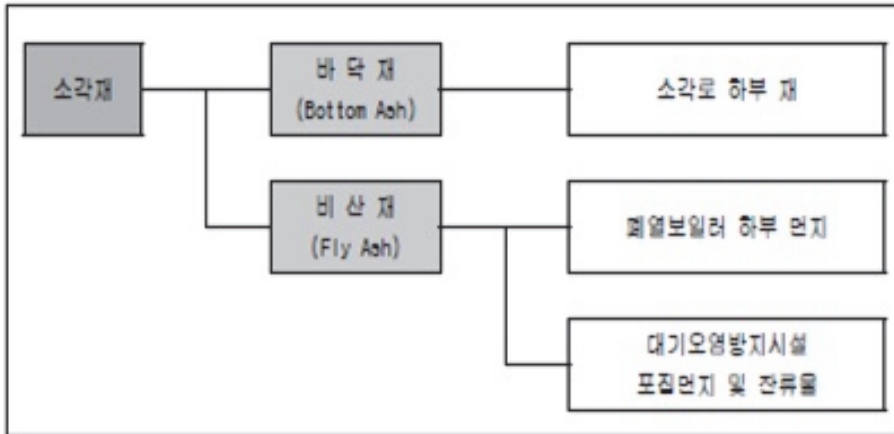 소각재
바 닥 재
(Bottom Ash)
소각로 하부 재
비 산 재
(Fly Ash)
폐열보일러 하부 먼지
대기오염방지시설
포집먼지 및 잔류물